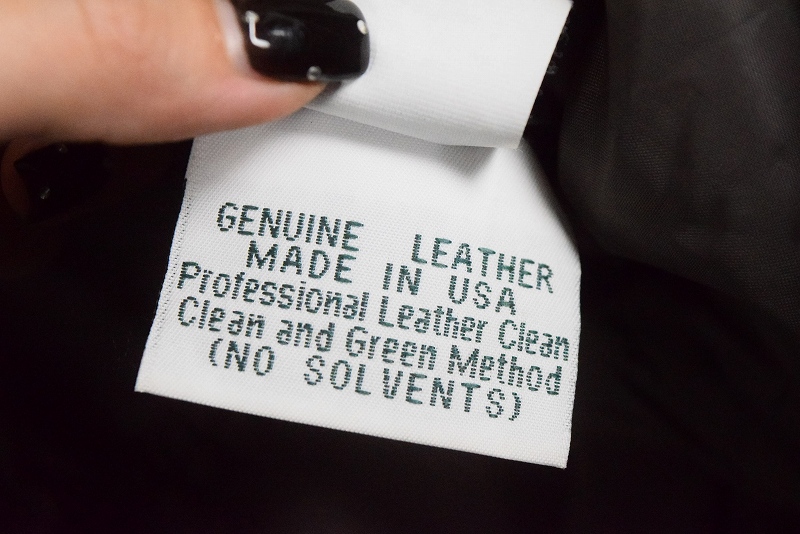 GENUINE LEATHER
MADE IN USA
Professional Leather Clean
Clean and Green Method
(NO SOLVENTS)